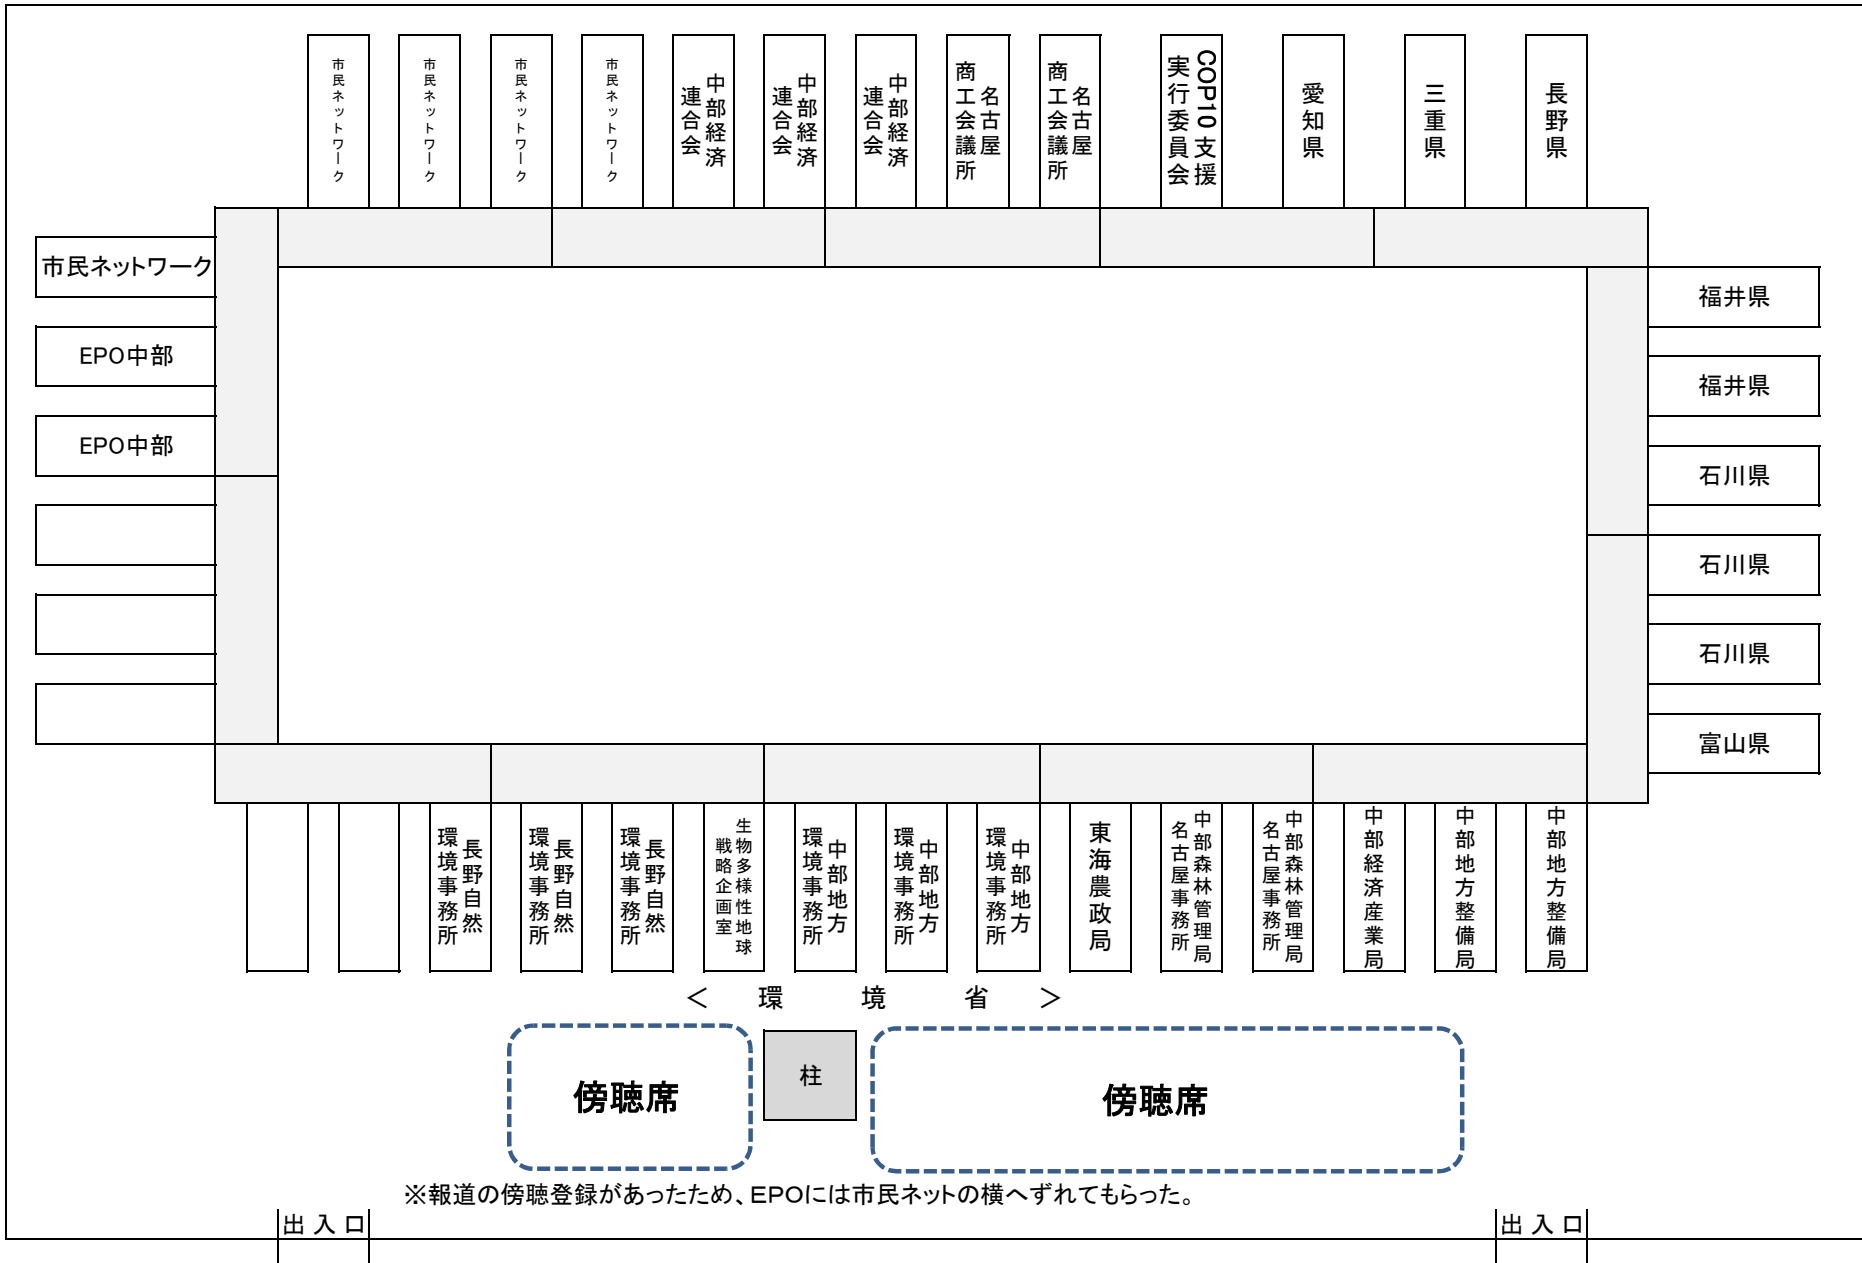 市民ネットワーク
市民ネットワーク
市民ネットワーク
市民ネットワーク
中部経済
連合会
中部経済
連合会
中部経済
連合会
名古屋
商工会議所
名古屋
商工会議所
COP10支援
実行委員会
愛知県
三重県
長野県
市民ネットワーク
EPO中部
EPO中部
福井県
福井県
石川県
石川県
石川県
富山県
長野自然
環境事務所
長野自然
環境事務所
長野自然
環境事務所
生物多様性地球
戦略企画室
中部地方
環境事務所
中部地方
環境事務所
中部地方
環境事務所
東海農政局
中部森林管理局
名古屋事務所
中部森林管理局
名古屋事務所
中部経済産業局
中部地方整備局
中部地方整備局
＜ 環 境 省 ＞
傍聴席
柱
傍聴席
※報道の傍聴登録があったため、EPOには市民ネットの横へずれてもらった。
出入口
出入口